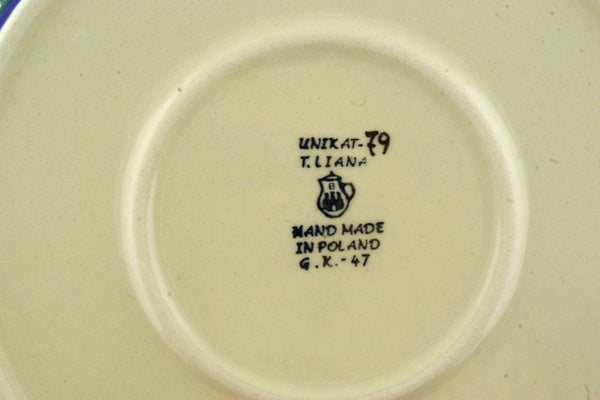 UNIKAT-79
T. LIANA
HAND MADE
IN POLAND
G.K.-47